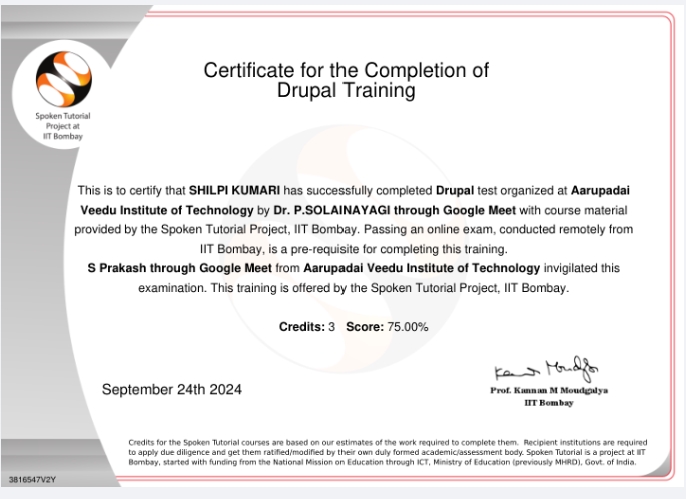 Certificate for the Completion of
Drupal Training
Spoken Tutorial
Project at
IIT Bombay
This is to certify that SHILPI KUMARI has successfully completed Drupal test organized at Aarupadai
Veedu Institute of Technology by Dr. P.SOLAINAYAGI through Google Meet with course material
provided by the Spoken Tutorial Project, IIT Bombay. Passing an online exam, conducted remotely from
IIT Bombay, is a pre-requisite for completing this training.
S Prakash through Google Meet from Aarupadai Veedu Institute of Technology invigilated this
examination. This training is offered by the Spoken Tutorial Project, IIT Bombay.
Credits: 3 Score: 75.00%
September 24th 2024
Prof. Kannan M Moudgalya
IIT Bombay
Credits for the Spoken Tutorial courses are based on our estimates of the work required to complete them. Recipient institutions are required
to apply due diligence and get them ratified/modified by their own duly formed academic/assessment body. Spoken Tutorial is a project at IIT
Bombay, started with funding from the National Mission on Education through ICT, Ministry of Education (previously MHRD), Govt. of India.
3816547V2Y